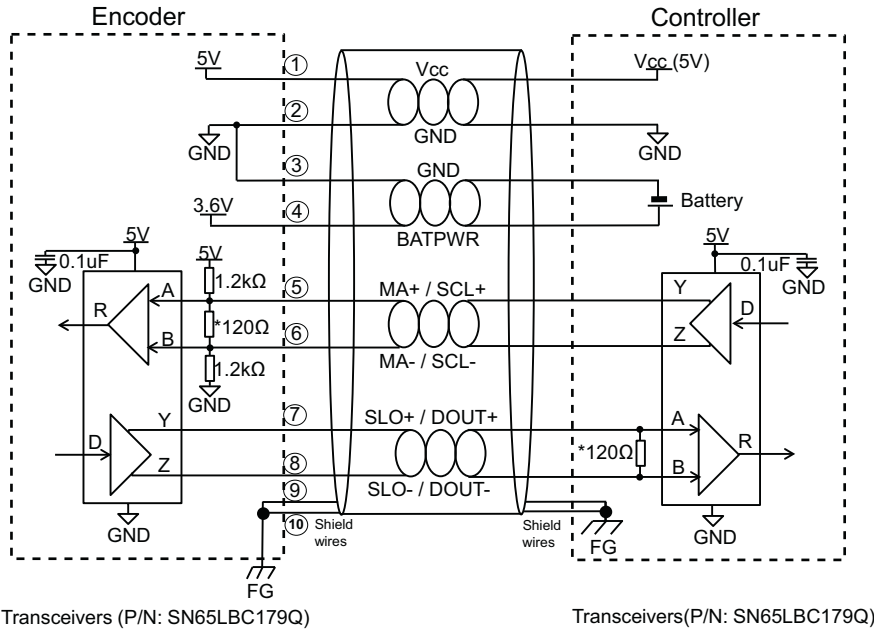 Encoder
Controller
5V
①
Vcc
Vcc (5V)
②
GND
GND
GND
③
GND
3.6V
④
Battery
BATPWR
5V
5V
5V
0.1uF
GND
1.2kΩ
0.1uF
GND
⑤
MA+ / SCL+
A
R
Y
D
*120Ω
B
⑥
Z
MA- / SCL-
1.2kΩ
GND
⑦
SLO+ / DOUT+
Y
A
D
*120Ω
R
Z
⑧
B
SLO- / DOUT-
⑨
⑩
Shield
wires
Shield
wires
GND
GND
FG
FG
Transceivers (P/N: SN65LBC179Q)
Transceivers(P/N: SN65LBC179Q)